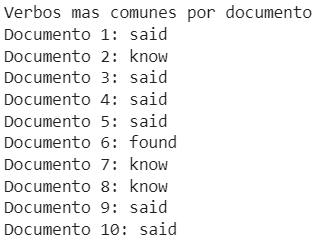 Verbos mas comunes por documento
Documento 1: said
Documento 2: know
Documento 3: said
Documento 4: said
Documento 5: said
Documento 6: found
Documento 7: know
Documento 8: know
Documento 9: said
Documento 10: said